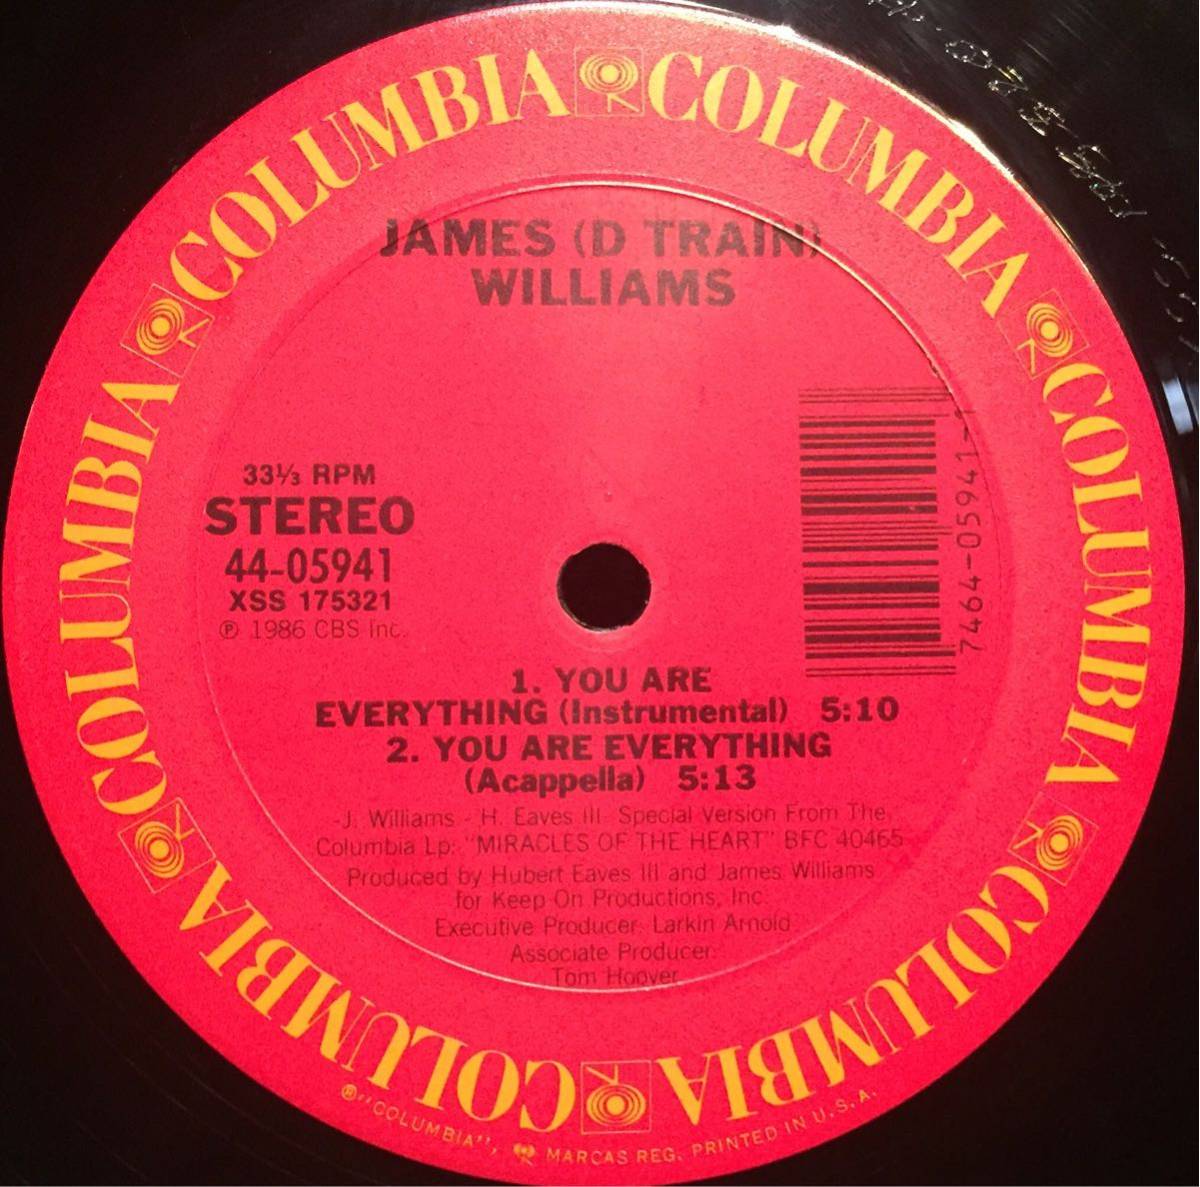 COLUMBIA COLUMBIA COLUMBIA COLUMBIA COLUMBIA COLUMBIA
JAMES (D TRAIN)
WILLIAMS
33⅓ RPM
STEREO
44-05941
XSS 175321
℗ 1986 CBS Inc.
7464-05941-1
1. YOU ARE
EVERYTHING (Instrumental) 5:10
2. YOU ARE EVERYTHING
(Acappella) 5:13
-J. Williams - H. Eaves III- Special Version From The
Columbia Lp: "MIRACLES OF THE HEART" BFC 40465
Produced by Hubert Eaves III and James Williams
for Keep On Productions, Inc.
Executive Producer: Larkin Arnold
Associate Producer:
Tom Hoover
®"COLUMBIA", MARCAS REG. PRINTED IN U.S.A.